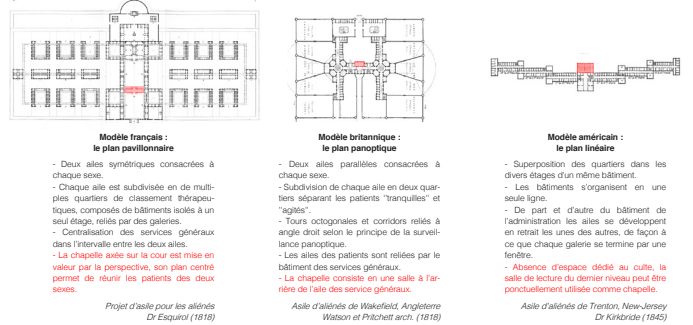 Modèle français :
le plan pavillonnaire
- Deux ailes symétriques consacrées à
chaque sexe.
- Chaque aile est subdivisée en de multi-
ples quartiers de classement thérapeu-
tiques, composés de bâtiments isolés à un
seul étage, reliés par des galeries.
- Centralisation des services généraux
dans l'intervalle entre les deux ailes.
- La chapelle axée sur la cour est mise en
valeur par la perspective, son plan centré
permet de réunir les patients des deux
sexes.
Projet d'asile pour les aliénés
Dr Esquirol (1818)
Modèle britannique :
le plan panoptique
- Deux ailes parallèles consacrées à
chaque sexe.
- Subdivision de chaque aile en deux quar-
tiers séparant les patients "tranquilles" et
"agités".
- Tours octogonales et corridors reliés à
angle droit selon le principe de la surveil-
lance panoptique.
- Les ailes des patients sont reliées par le
bâtiment des services généraux.
- La chapelle consiste en une salle à l'ar-
rière de l'aile des service généraux.
Asile d'aliénés de Wakefield, Angleterre
Watson et Pritchett arch. (1818)
Modèle américain :
le plan linéaire
- Superposition des quartiers dans les
divers étages d'un même bâtiment.
- Les bâtiments s'organisent en une
seule ligne.
- De part et d'autre du bâtiment de
l'administration les ailes se développent
en retrait les unes des autres, de façon à
ce que chaque galerie se termine par une
fenêtre.
- Absence d'espace dédié au culte, la
salle de lecture du dernier niveau peut être
ponctuellement utilisée comme chapelle.
Asile d'aliénés de Trenton, New-Jersey
Dr Kirkbride (1845)